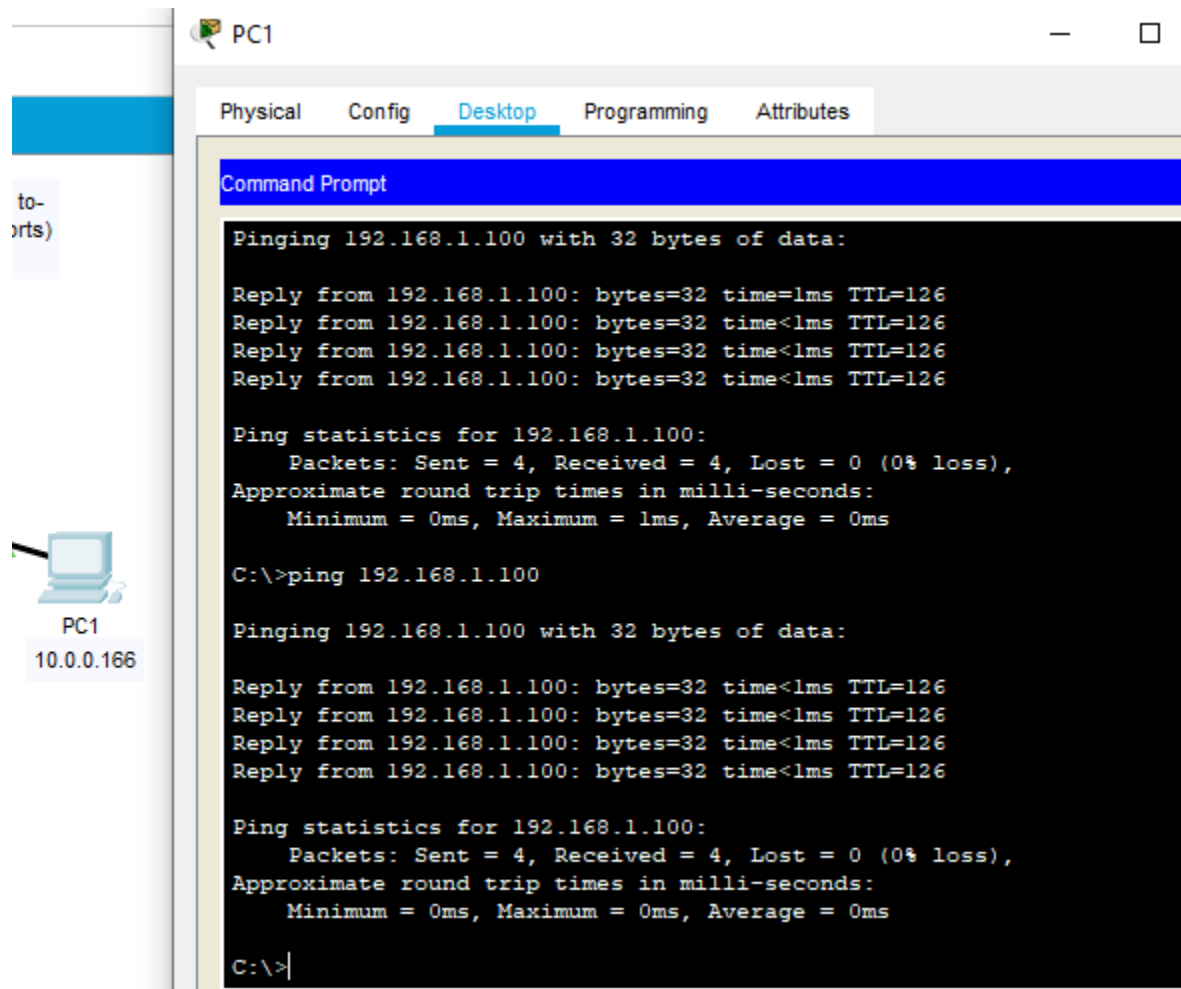 PC1
Physical Config Desktop Programming Attributes
Command Prompt
to-
orts)
Pinging 192.168.1.100 with 32 bytes of data:
Reply from 192.168.1.100: bytes=32 time=1ms TTL=126
Reply from 192.168.1.100: bytes=32 time<1ms TTL=126
Reply from 192.168.1.100: bytes=32 time<1ms TTL=126
Reply from 192.168.1.100: bytes=32 time<1ms TTL=126
Ping statistics for 192.168.1.100:
Packets: Sent = 4, Received = 4, Lost = 0 (0% loss),
Approximate round trip times in milli-seconds:
Minimum = 0ms, Maximum = 1ms, Average = 0ms
C:\>ping 192.168.1.100
Pinging 192.168.1.100 with 32 bytes of data:
Reply from 192.168.1.100: bytes=32 time<1ms TTL=126
Reply from 192.168.1.100: bytes=32 time<1ms TTL=126
Reply from 192.168.1.100: bytes=32 time<1ms TTL=126
Reply from 192.168.1.100: bytes=32 time<1ms TTL=126
Ping statistics for 192.168.1.100:
Packets: Sent = 4, Received = 4, Lost = 0 (0% loss),
Approximate round trip times in milli-seconds:
Minimum = 0ms, Maximum = 0ms, Average = 0ms
C:\>
PC1
10.0.0.166